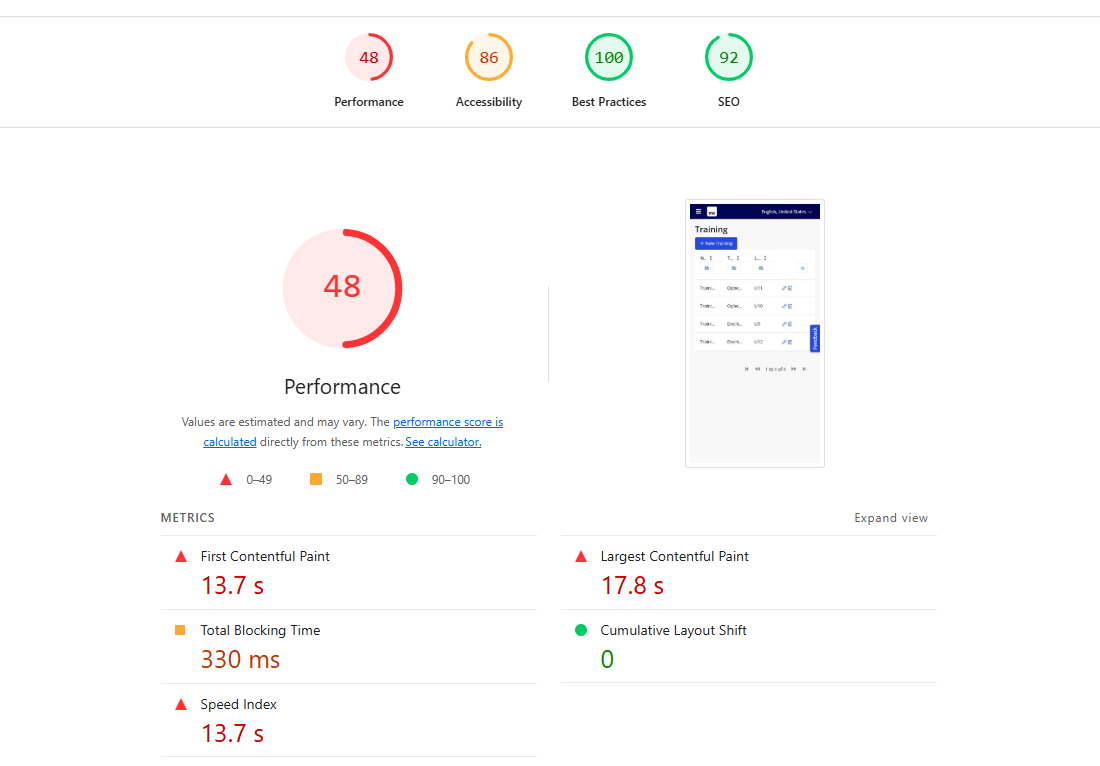 48
86
100
92
Performance
Accessibility
Best Practices
SEO
48
Performance
Values are estimated and may vary. The performance score is
calculated directly from these metrics. See calculator.
0–49
50–89
90–100
English, United States
Training
+ New Training
Feedback
METRICS
Expand view
First Contentful Paint
13.7 s
Largest Contentful Paint
17.8 s
Total Blocking Time
330 ms
Cumulative Layout Shift
0
Speed Index
13.7 s